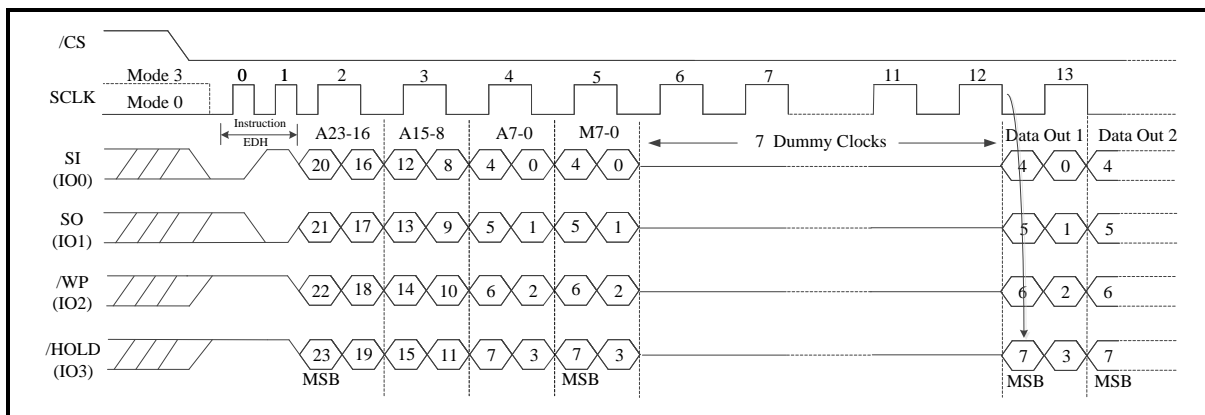 /CS
Mode 3 0 1 2 3 4 5 6 7 11 12 13
SCLK
Mode 0
Instruction
EDH
A23-16 A15-8 A7-0 M7-0 7 Dummy Clocks Data Out 1 Data Out 2
SI
(IO0)
20 16 12 8 4 0 4 0 4 0 4
SO
(IO1)
21 17 13 9 5 1 5 1 5 1 5
/WP
(IO2)
22 18 14 10 6 2 6 2 6 2 6
/HOLD
(IO3)
23 19 15 11 7 3 7 3 7 3 7
MSB MSB MSB MSB